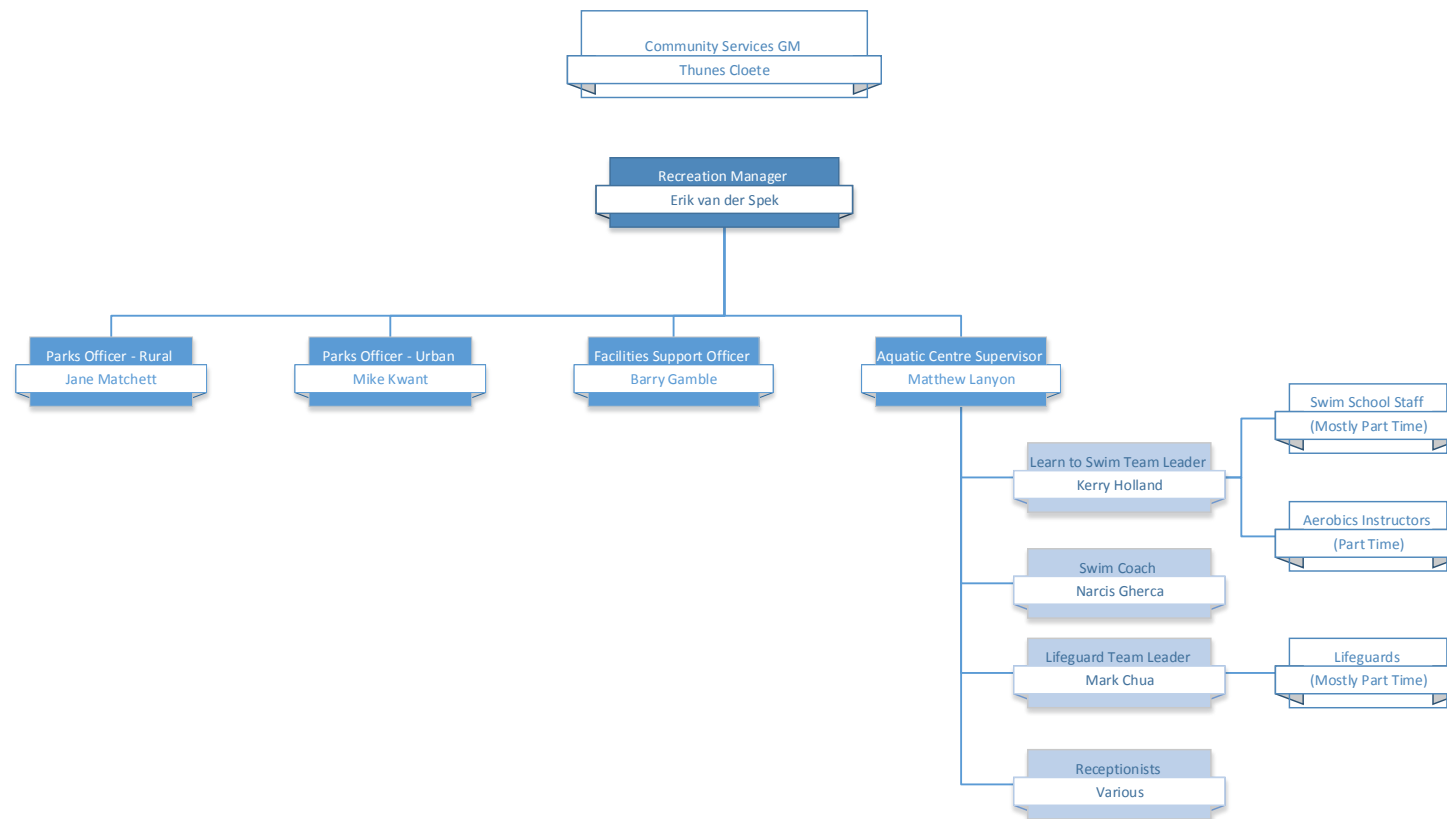 Community Services GM
Thunes Cloete
Recreation Manager
Erik van der Spek
Parks Officer - Rural
Jane Matchett
Parks Officer - Urban
Mike Kwant
Facilities Support Officer
Barry Gamble
Aquatic Centre Supervisor
Matthew Lanyon
Learn to Swim Team Leader
Kerry Holland
Swim School Staff
(Mostly Part Time)
Aerobics Instructors
(Part Time)
Swim Coach
Narcis Gherca
Lifeguard Team Leader
Mark Chua
Lifeguards
(Mostly Part Time)
Receptionists
Various